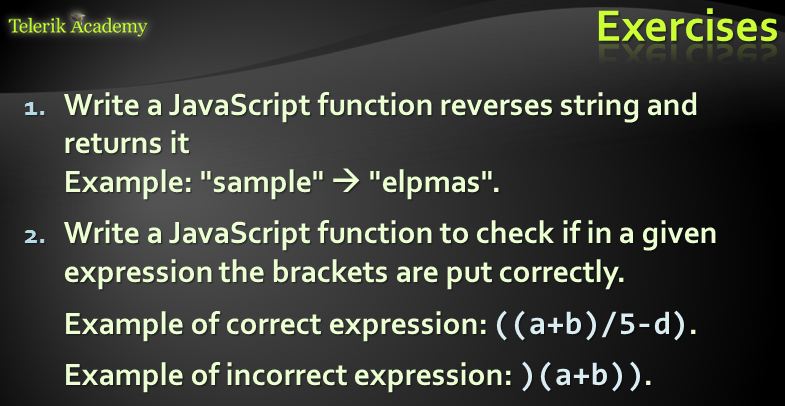 Telerik Academy
Exercises
1. Write a JavaScript function reverses string and
returns it
Example: "sample" → "elpmas".
2. Write a JavaScript function to check if in a given
expression the brackets are put correctly.
Example of correct expression: ((a+b)/5-d).
Example of incorrect expression: )(a+b)).